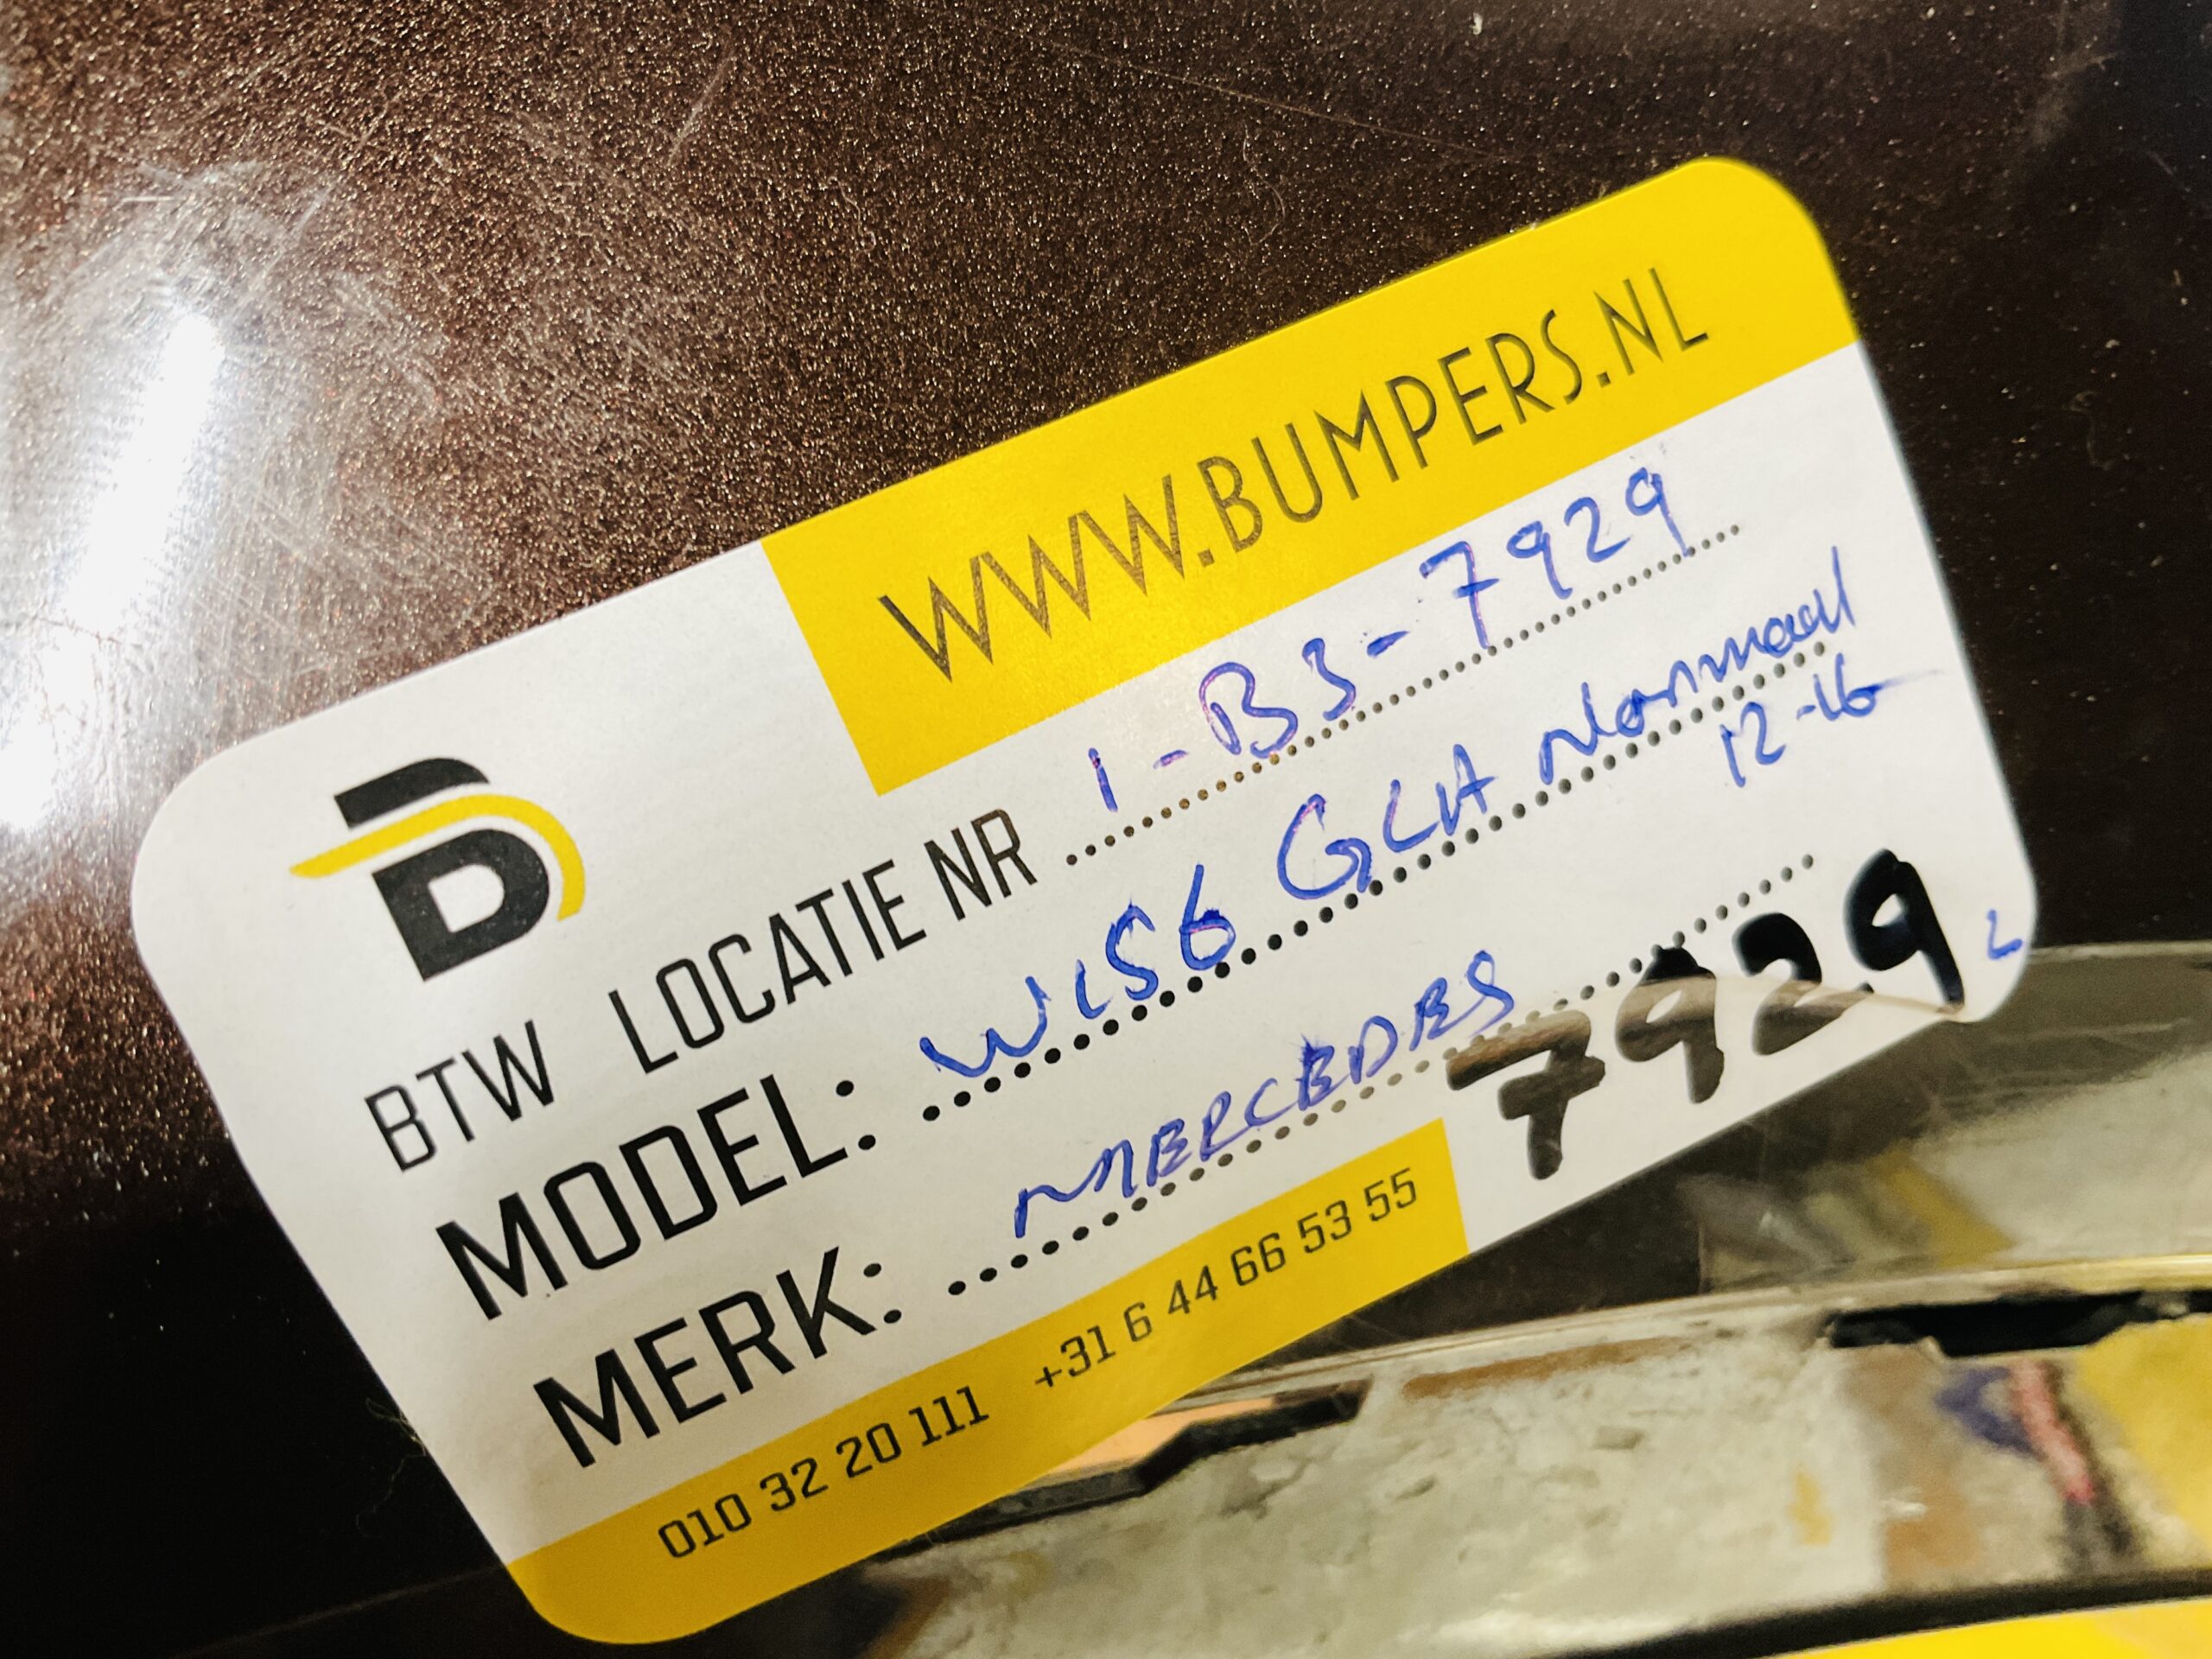 WWW.BUMPERS.NL
B
BTW LOCATIE NR 1-B3-7929
MODEL: W156 GLA Normaal
12-16
MERK: MERCEDES
7929
L
010 32 20 111 +31 6 44 66 53 55